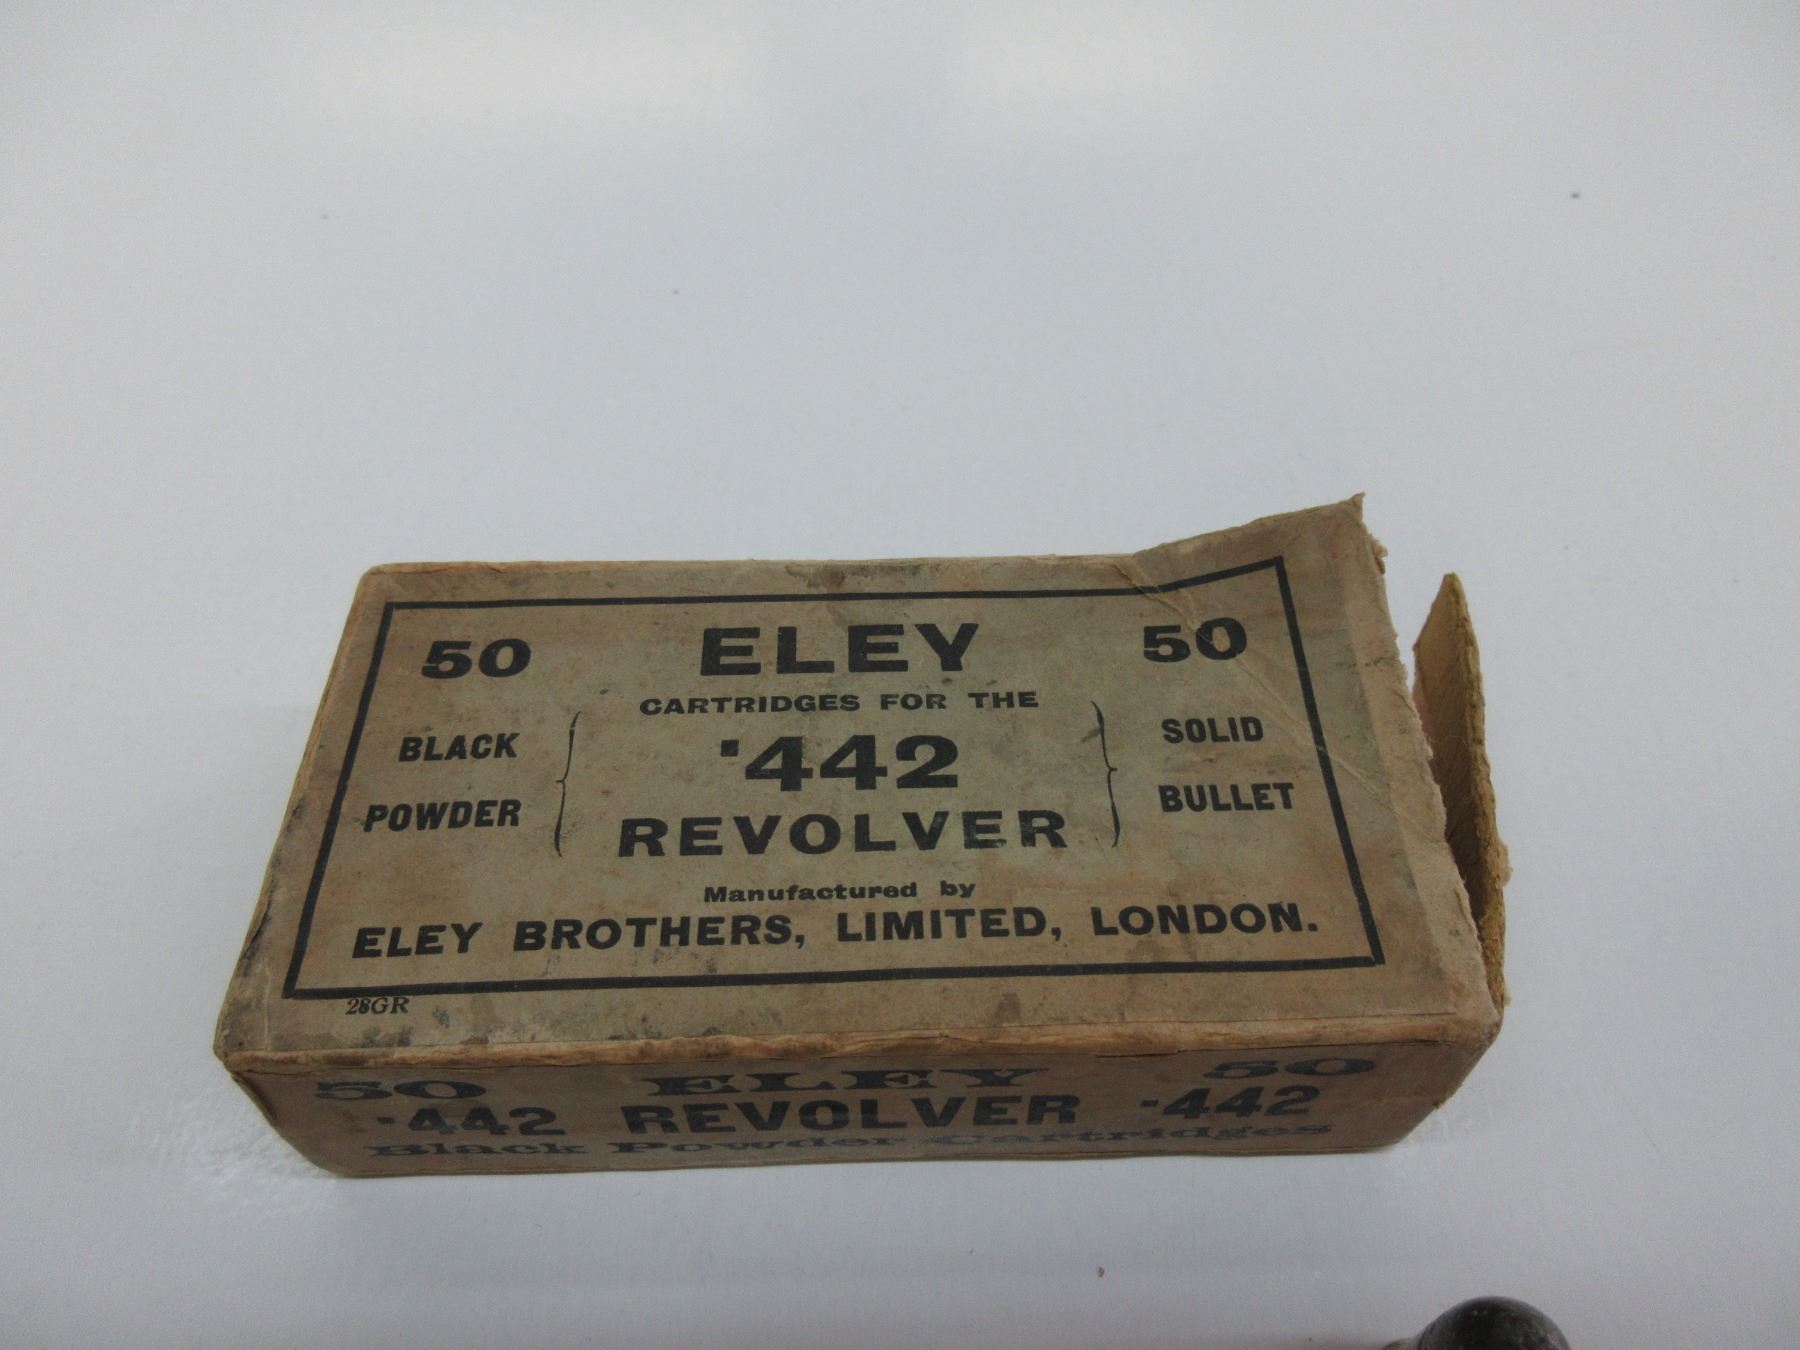 50 ELEY 50
CARTRIDGES FOR THE
BLACK POWDER
·442
REVOLVER
SOLID BULLET
Manufactured by
ELEY BROTHERS, LIMITED, LONDON.
28GR
50 ELEY 50
·442 REVOLVER ·442
Black Powder Cartridges